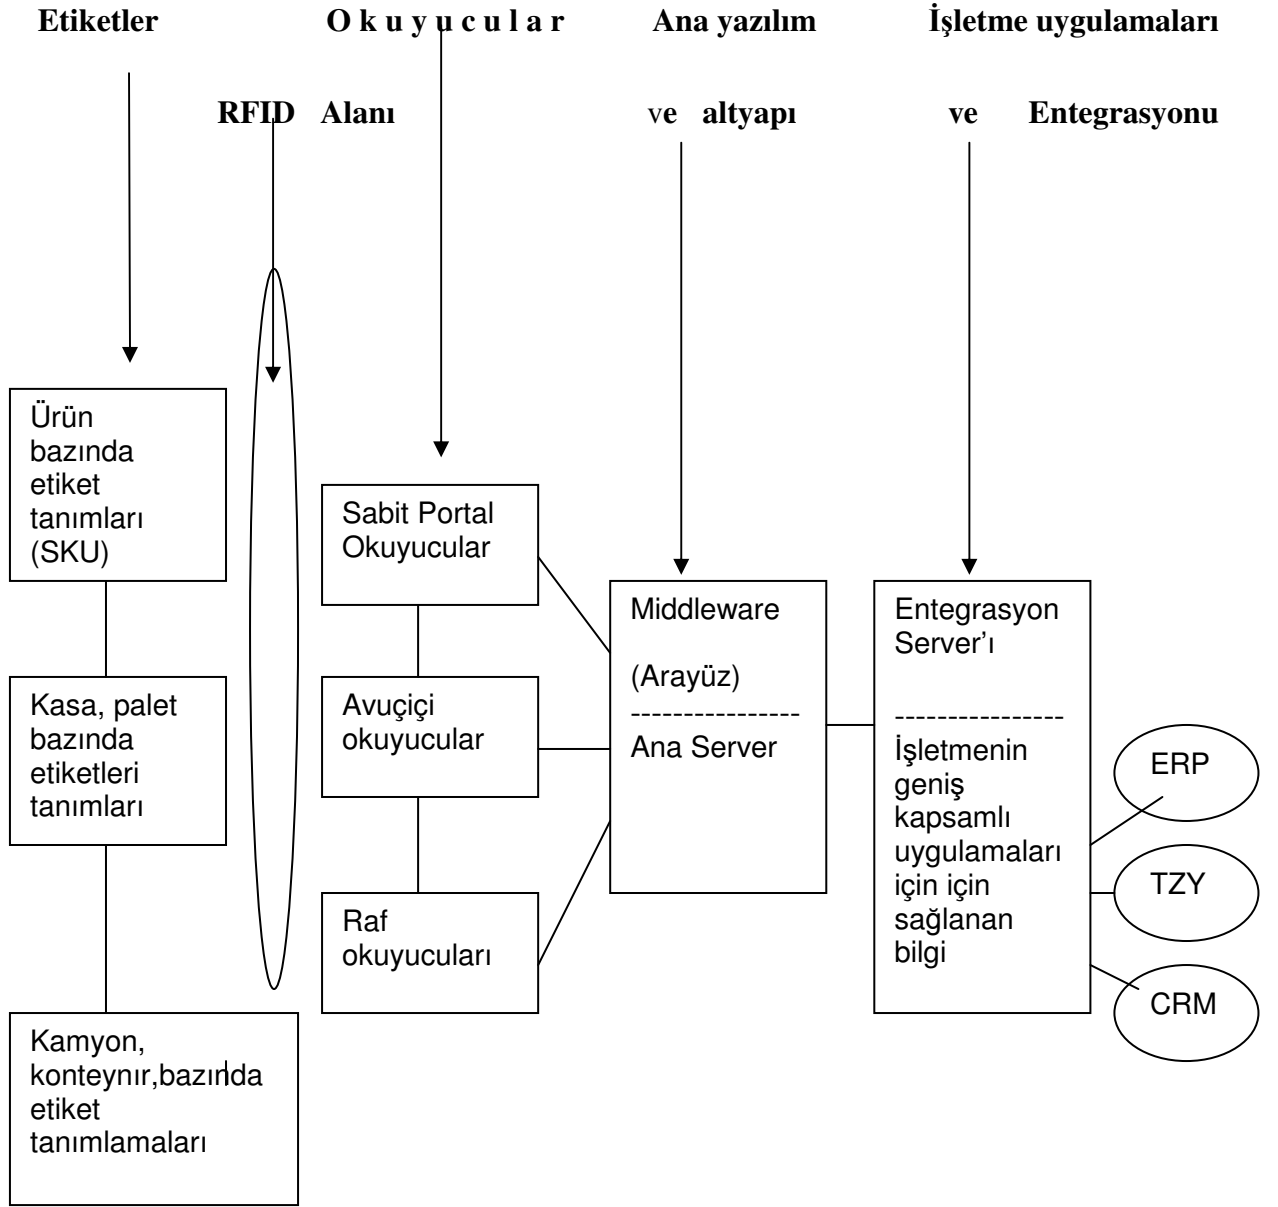 Etiketler O k u y u c u l a r Ana yazılım İşletme uygulamaları
RFID Alanı ve altyapı ve Entegrasyonu
Ürün
bazında
etiket
tanımları
(SKU)
Kasa, palet
bazında
etiketleri
tanımları
Kamyon,
konteynır,bazında
etiket
tanımlamaları
Sabit Portal
Okuyucular
Avuçiçi
okuyucular
Raf
okuyucuları
Middleware
(Arayüz)
----------------
Ana Server
Entegrasyon
Server’ı
----------------
İşletmenin
geniş
kapsamlı
uygulamaları
için için
sağlanan
bilgi
ERP
TZY
CRM